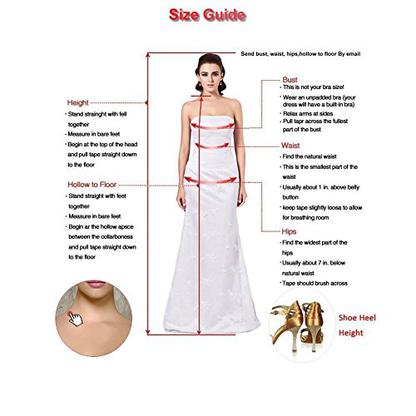 Size Guide
Send bust, waist, hips,hollow to floor By email
Height
· Stand straisht with fell
together
· Measure in bare feet
· Begin at the top of the head
and pull tape straight down
to the floor
Hollow to Floor
· Stand straight with
feet together
· Measure in bare feet
· Begin ar the hollow apsce
between the collarboness
and pull tape straight down
to the floor
Bust
· This is not your bra size!
· Wear an unpadded bra (your
dress will have a built-in bra)
· Relax arms at sides
· Pull tapr across the fullest
part of the bust
Waist
· Find the natural waist
· This is the smallest part of the
waist
· Usually about 1 in. above belly
button
· keep tape slightly loose to allow
for breathing room
Hips
· Find the widest part of the
hips
· Usually about 7 in. below
natural waist
· Tape should brush across
Shoe Heel
Height